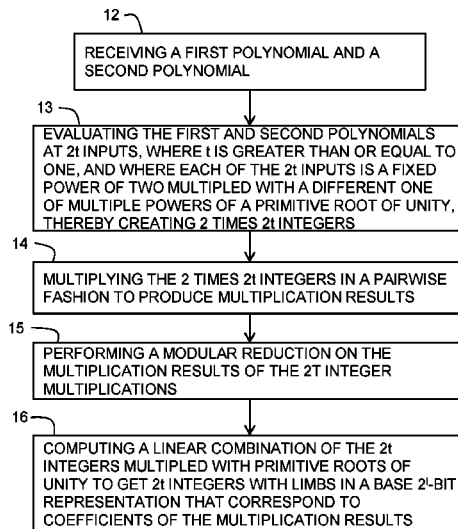 12
RECEIVING A FIRST POLYNOMIAL AND A
SECOND POLYNOMIAL
13
EVALUATING THE FIRST AND SECOND POLYNOMIALS
AT 2t INPUTS, WHERE t IS GREATER THAN OR EQUAL TO
ONE, AND WHERE EACH OF THE 2t INPUTS IS A FIXED
POWER OF TWO MULTIPLED WITH A DIFFERENT ONE
OF MULTIPLE POWERS OF A PRIMITIVE ROOT OF UNITY,
THEREBY CREATING 2 TIMES 2t INTEGERS
14
MULTIPLYING THE 2 TIMES 2t INTEGERS IN A PAIRWISE
FASHION TO PRODUCE MULTIPLICATION RESULTS
15
PERFORMING A MODULAR REDUCTION ON THE
MULTIPLICATION RESULTS OF THE 2T INTEGER
MULTIPLICATIONS
16
COMPUTING A LINEAR COMBINATION OF THE 2t
INTEGERS MULTIPLED WITH PRIMITIVE ROOTS OF
UNITY TO GET 2t INTEGERS WITH LIMBS IN A BASE 2ˡ-BIT
REPRESENTATION THAT CORRESPOND TO
COEFFICIENTS OF THE MULTIPLICATION RESULTS